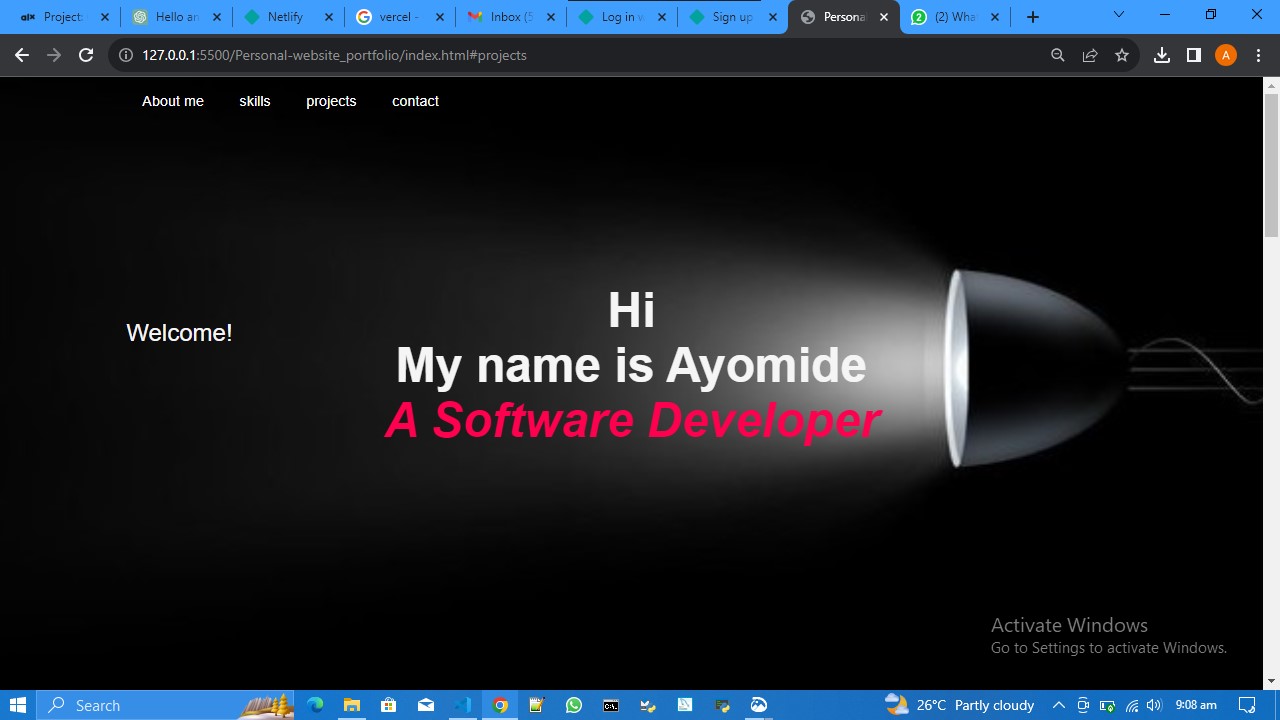 alx Project
Hello an
Netlify
vercel -
Inbox (5
Log in w
Sign up
Persona
2 (2) Wha
127.0.0.1:5500/Personal-website_portfolio/index.html#projects
A
About me skills projects contact
Welcome!
Hi
My name is Ayomide
A Software Developer
Activate Windows
Go to Settings to activate Windows.
Search
26°C Partly cloudy
9:08 am